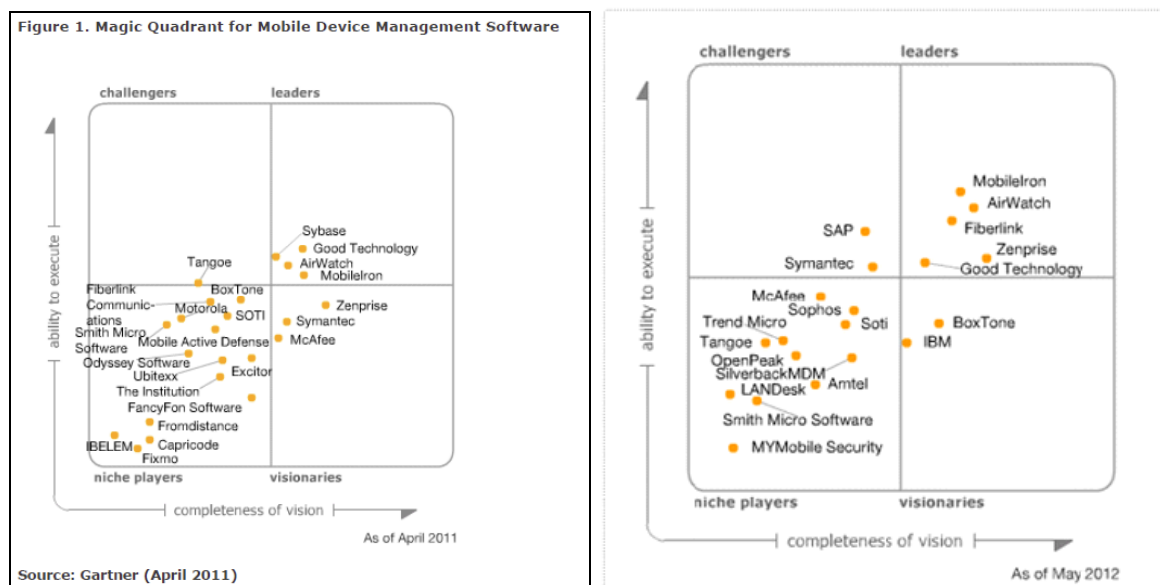 Figure 1. Magic Quadrant for Mobile Device Management Software
challengers
leaders
ability to execute
Sybase
Good Technology
Tangoe
AirWatch
MobileIron
Fiberlink
Communic-
ations
BoxTone
Motorola
SOTI
Zenprise
Symantec
Smith Micro
Software
Mobile Active Defense
McAfee
Odyssey Software
Ubitexx
Excitor
The Institution
FancyFon Software
Fromdistance
IBELEM
Capricode
Fixmo
niche players
visionaries
completeness of vision
As of April 2011
Source: Gartner (April 2011)
challengers
leaders
ability to execute
MobileIron
AirWatch
SAP
Fiberlink
Zenprise
Symantec
Good Technology
McAfee
Sophos
Trend Micro
Soti
BoxTone
Tangoe
IBM
OpenPeak
SilverbackMDM
LANDesk
Amtel
Smith Micro Software
MYMobile Security
niche players
visionaries
completeness of vision
As of May 2012